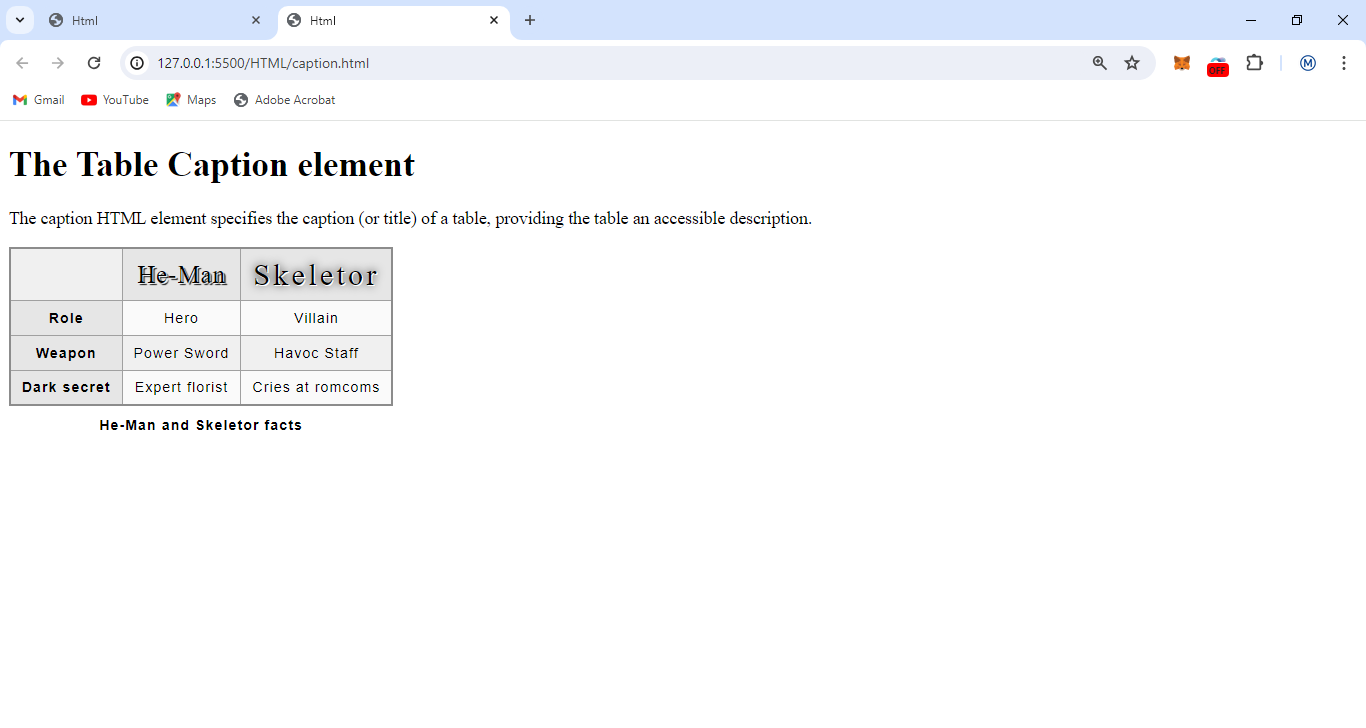 Html
Html
127.0.0.1:5500/HTML/caption.html
OFF
M
Gmail YouTube Maps Adobe Acrobat
The Table Caption element
The caption HTML element specifies the caption (or title) of a table, providing the table an accessible description.
He-Man Skeletor
Role Hero Villain
Weapon Power Sword Havoc Staff
Dark secret Expert florist Cries at romcoms
He-Man and Skeletor facts